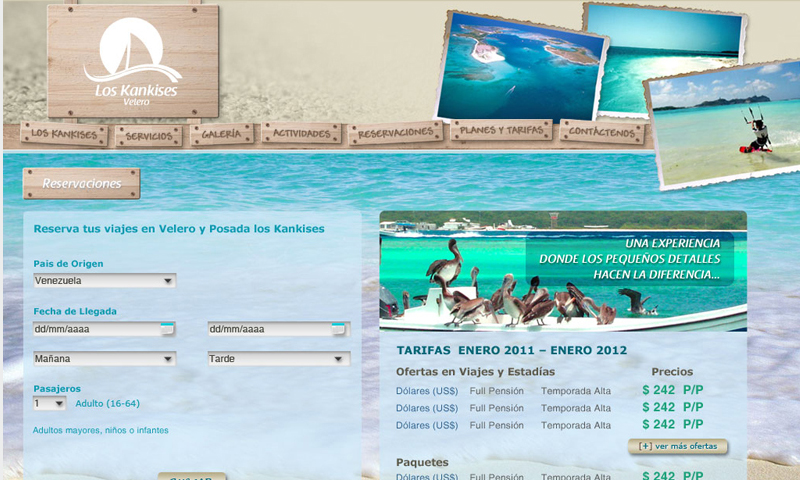 Los Kankises
Velero
LOS KANKISES
SERVICIOS
GALERÍA
ACTIVIDADES
RESERVACIONES
PLANES Y TARIFAS
CONTÁCTENOS
Reservaciones
Reserva tus viajes en Velero y Posada los Kankises
País de Origen
Venezuela
Fecha de Llegada
dd/mm/aaaa dd/mm/aaaa
Mañana Tarde
Pasajeros
1 Adulto (16-64)
Adultos mayores, niños o infantes
BUSCAR
UNA EXPERIENCIA
DONDE LOS PEQUEÑOS DETALLES
HACEN LA DIFERENCIA...
TARIFAS ENERO 2011 – ENERO 2012
Ofertas en Viajes y Estadías Precios
Dólares (US$) Full Pensión Temporada Alta $ 242 P/P
Dólares (US$) Full Pensión Temporada Alta $ 242 P/P
Dólares (US$) Full Pensión Temporada Alta $ 242 P/P
[+] ver más ofertas
Paquetes
Dólares (US$) Full Pensión Temporada Alta $ 242 P/P